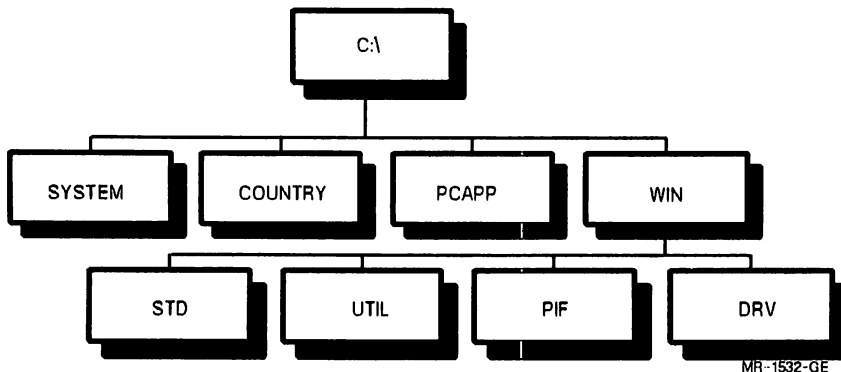 C:\
SYSTEM COUNTRY PCAPP WIN
STD UTIL PIF DRV
MR-1532-GE